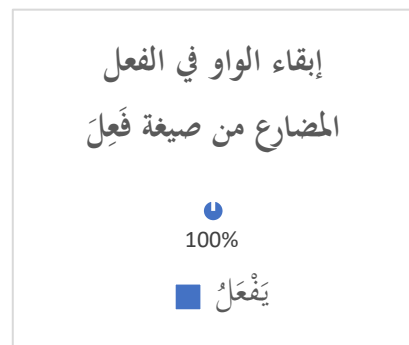 إبقاء الواو في الفعل
المضارع من صيغة فَعِلَ
100%
يَفْعَلُ